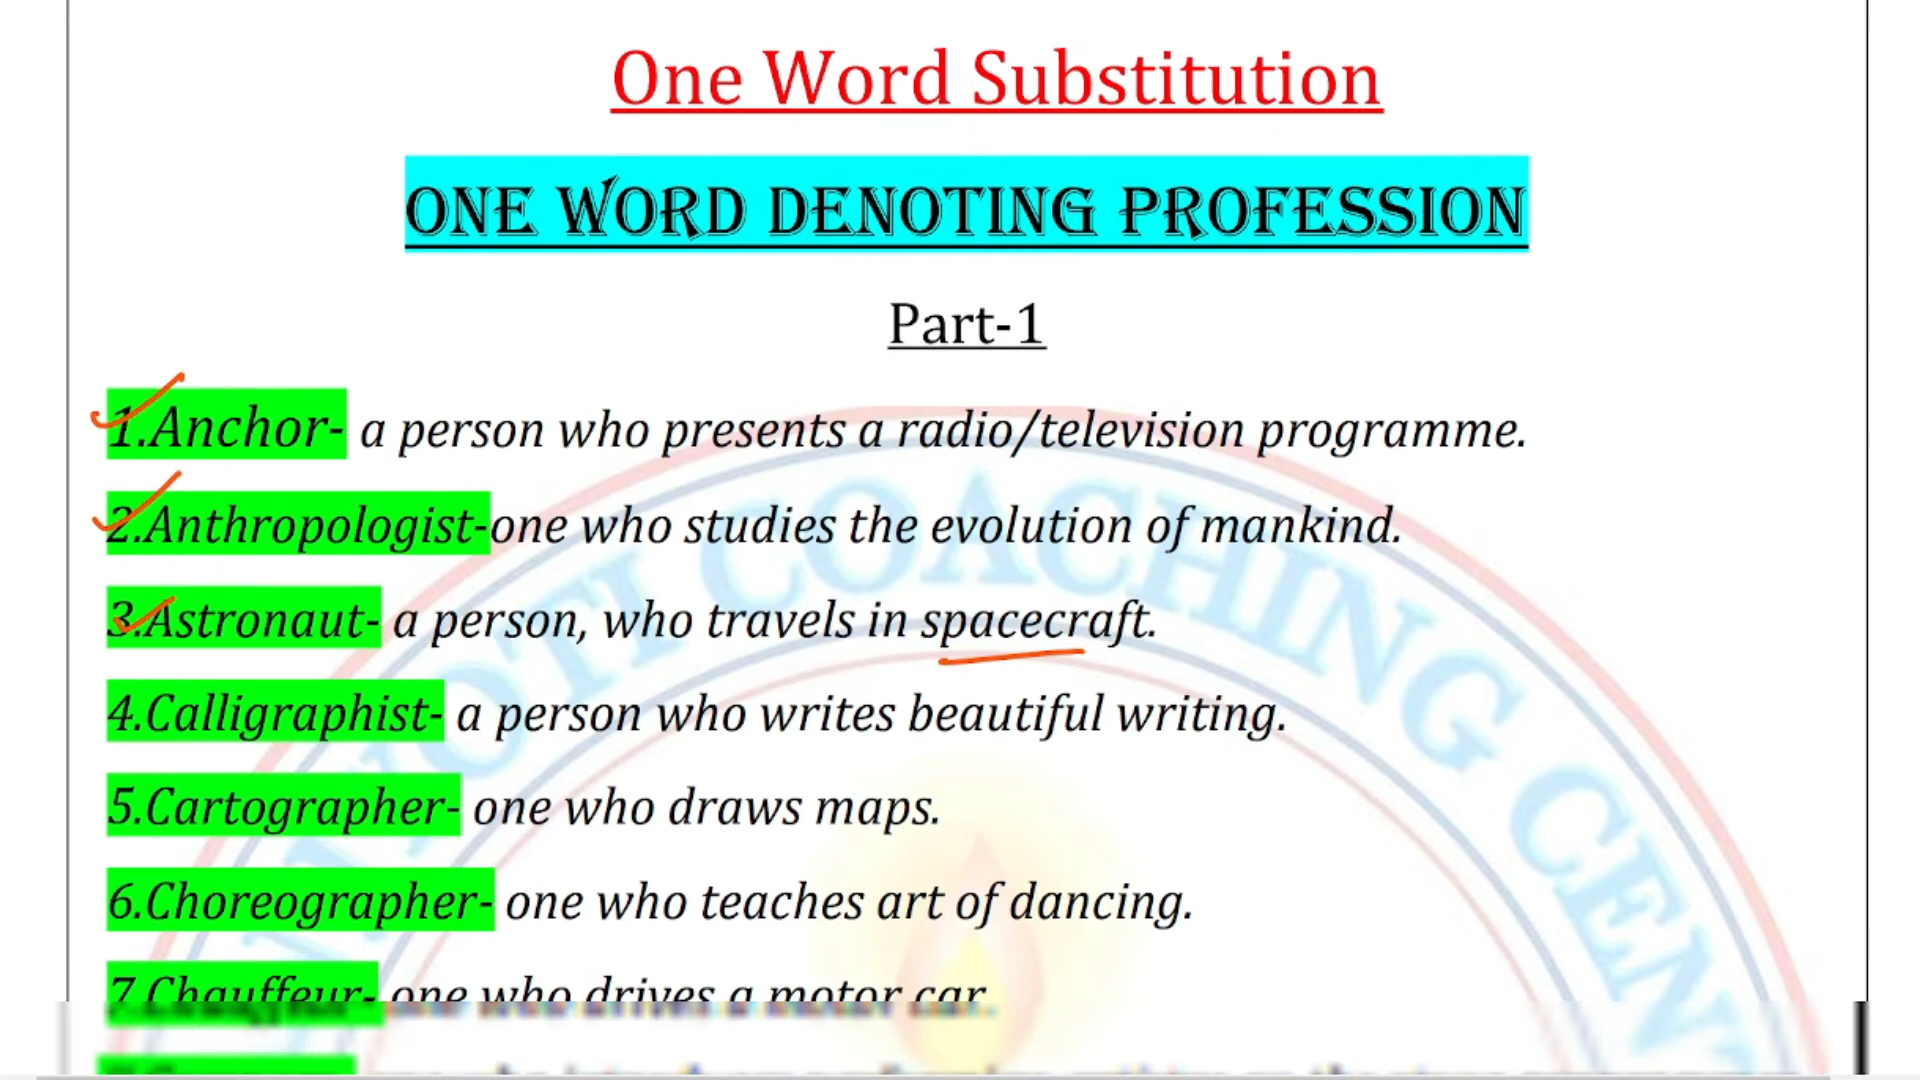 One Word Substitution
ONE WORD DENOTING PROFESSION
Part-1
1.Anchor- a person who presents a radio/television programme.
2.Anthropologist-one who studies the evolution of mankind.
3.Astronaut- a person, who travels in spacecraft.
4.Calligraphist- a person who writes beautiful writing.
5.Cartographer- one who draws maps.
6.Choreographer- one who teaches art of dancing.
7.Chauffeur- one who drives a motor car.
COACHING